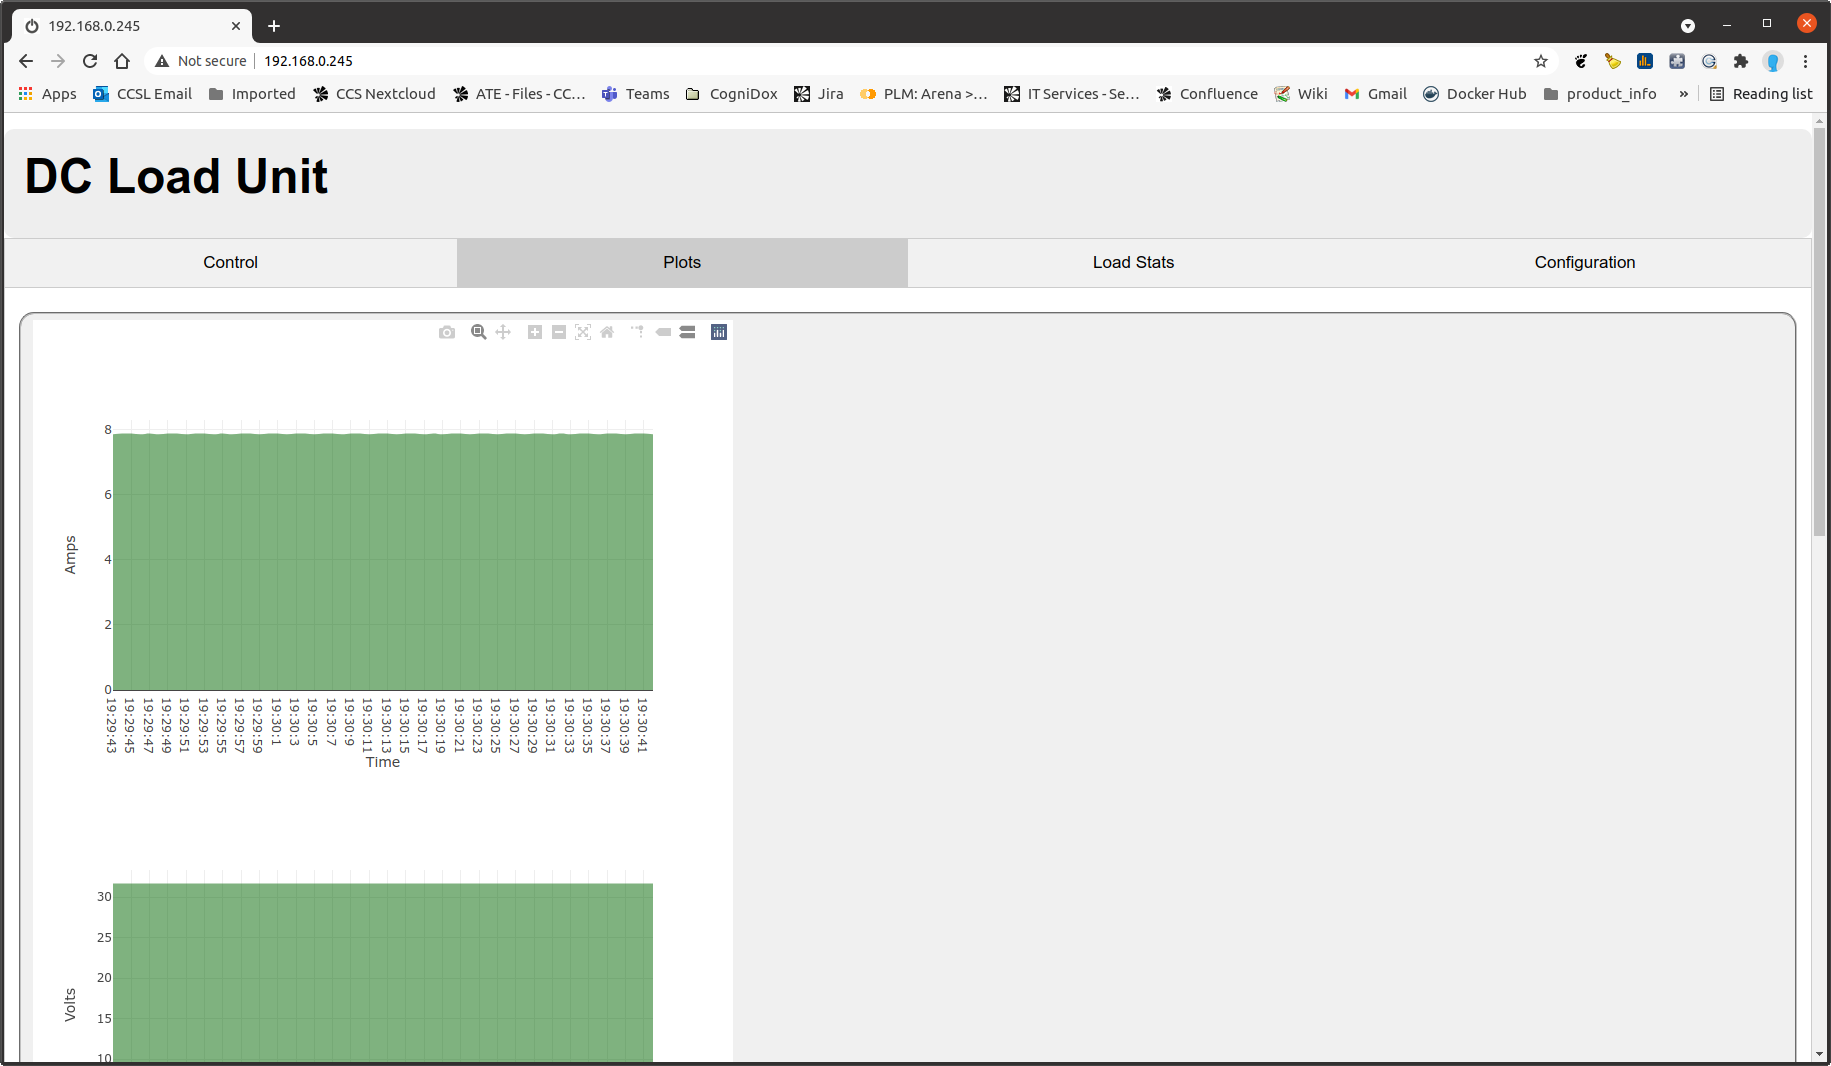 192.168.0.245
Not secure 192.168.0.245
Apps CCSL Email Imported CCS Nextcloud ATE - Files - CC... Teams CogniDox Jira PLM: Arena >... IT Services - Se... Confluence Wiki Gmail Docker Hub product_info » Reading list
DC Load Unit
Control Plots Load Stats Configuration
8
6
4
2
0
Amps
19:29:43 19:29:45 19:29:47 19:29:49 19:29:51 19:29:53 19:29:55 19:29:57 19:29:59 19:30:1 19:30:3 19:30:5 19:30:7 19:30:9 19:30:11 19:30:13 19:30:15 19:30:17 19:30:19 19:30:21 19:30:23 19:30:25 19:30:27 19:30:29 19:30:31 19:30:33 19:30:35 19:30:37 19:30:39 19:30:41
Time
30
25
20
15
10
Volts